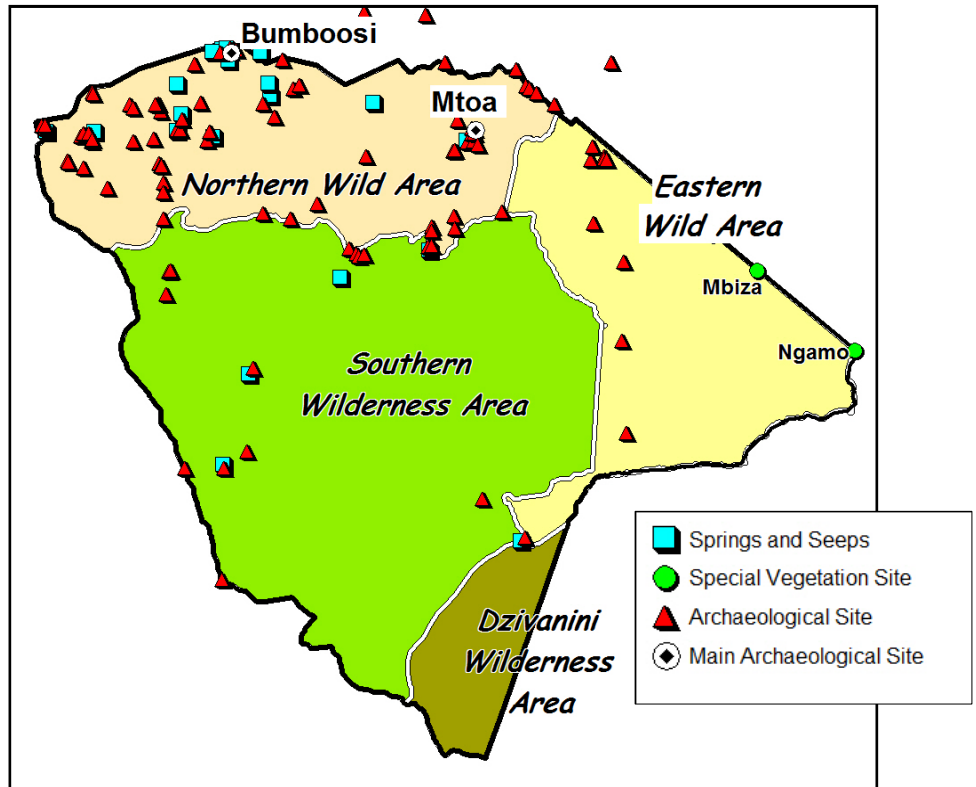 Bumboosi
Mtoa
Northern Wild Area
Eastern
Wild Area
Mbiza
Ngamo
Southern
Wilderness Area
Springs and Seeps
Special Vegetation Site
Archaeological Site
Main Archaeological Site
Dzivanini
Wilderness
Area